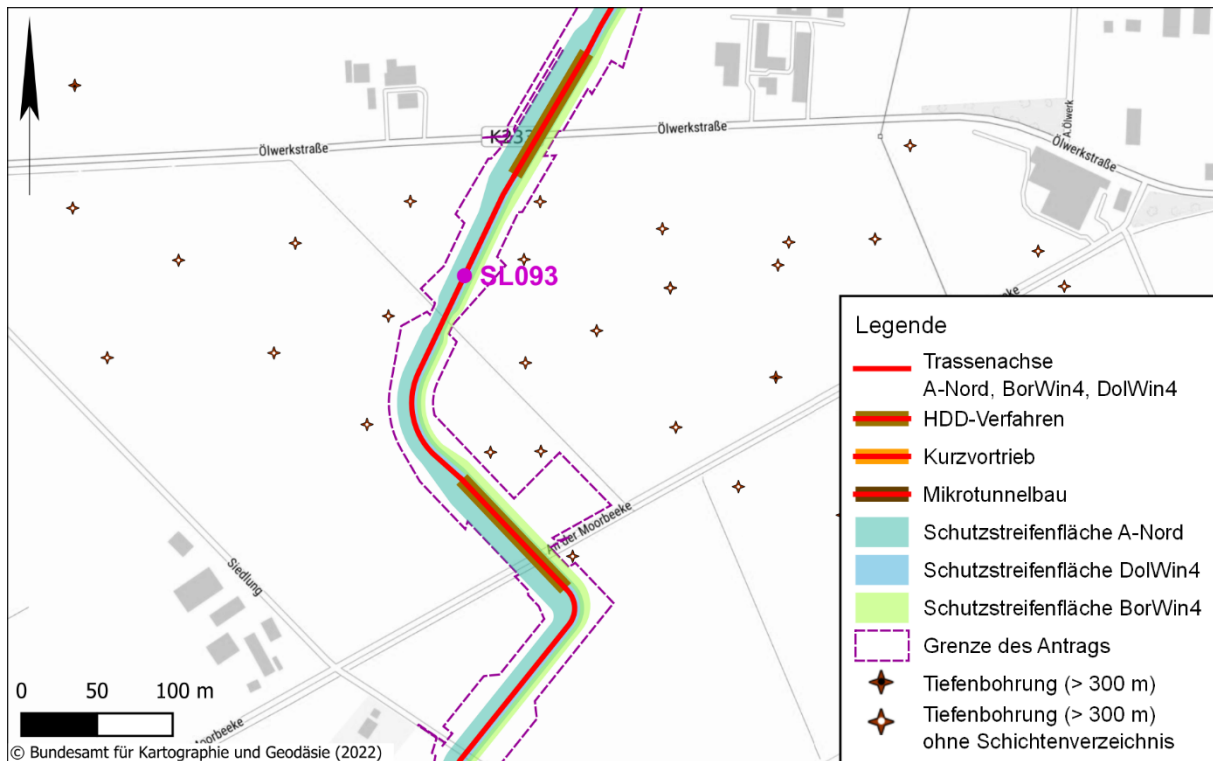 K233
Ölwerkstraße
Ölwerkstraße
A.Ölwerk
Ölwerkstraße
SL093
An der Moorbeeke
Siedlung
Moorbeeke
Legende
Trassenachse
A-Nord, BorWin4, DolWin4
HDD-Verfahren
Kurzvortrieb
Mikrotunnelbau
Schutzstreifenfläche A-Nord
Schutzstreifenfläche DolWin4
Schutzstreifenfläche BorWin4
Grenze des Antrags
Tiefenbohrung (> 300 m)
Tiefenbohrung (> 300 m)
ohne Schichtenverzeichnis
0 50 100 m
© Bundesamt für Kartographie und Geodäsie (2022)